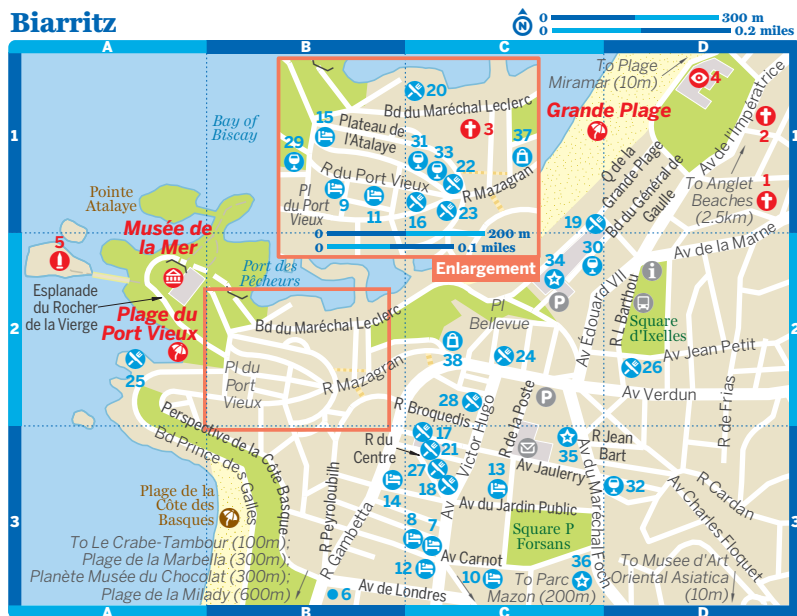 Biarritz
N
0 300 m
0 0.2 miles
A B C D
To Plage
Miramar (10m)
4
20
Bd du Maréchal Leclerc
Grande Plage
Av de l'Impératrice
Bay of
Biscay
15
Plateau de
l'Atalaye
3
37
1
1
29
31
33
22
2
R du Port Vieux
R Mazagran
Q de la
Grande Plage
Bd du Général de
Gaulle
To Anglet
Beaches
(2.5km)
1
Pl
du Port
Vieux
9
11
16
23
Pointe
Atalaye
19
0 200 m
0 0.1 miles
Enlargement
Musée de
la Mer
5
Port des
Pêcheurs
34
30
Av de la Marne
Esplanade
du Rocher
de la Vierge
Plage du
Port Vieux
P
i
Av Édouard VII
R L Barthou
Square
d'Ixelles
Bd du Maréchal Leclerc
Pl
Bellevue
2
2
25
Pl du
Port
Vieux
R Mazagran
38
24
26
Av Jean Petit
Av Verdun
28
P
R de Frias
R Broquedis
Av Victor Hugo
R de la Poste
Perspective de la Côte Basque
Bd Prince des Galles
R du
Centre
17
21
27
18
35
R Jean
Bart
Av Jaulerry
13
32
14
Av du Maréchal Foch
R Cardan
Av Charles Floquet
Plage de la
Côte des
Basques
R Peyroloubilh
R Gambetta
Av du Jardin Public
Square P
Forsans
3
3
8
7
To Le Crabe-Tambour (100m);
Plage de la Marbella (300m);
Planète Musée du Chocolat (300m);
Plage de la Milady (600m)
12
Av Carnot
10
36
To Parc
Mazon (200m)
To Musee d'Art
Oriental Asiatica
(10m)
6
Av de Londres
A B C D